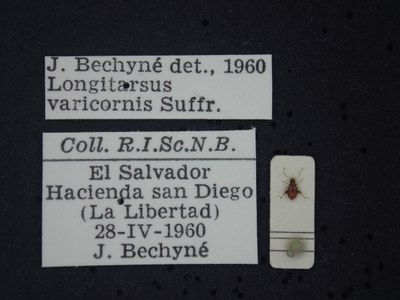 J. Bechyné det., 1960
Longitarsus
varicornis Suffr.
Coll. R.I.Sc.N.B.
El Salvador
Hacienda san Diego
(La Libertad)
28-IV-1960
J. Bechyné